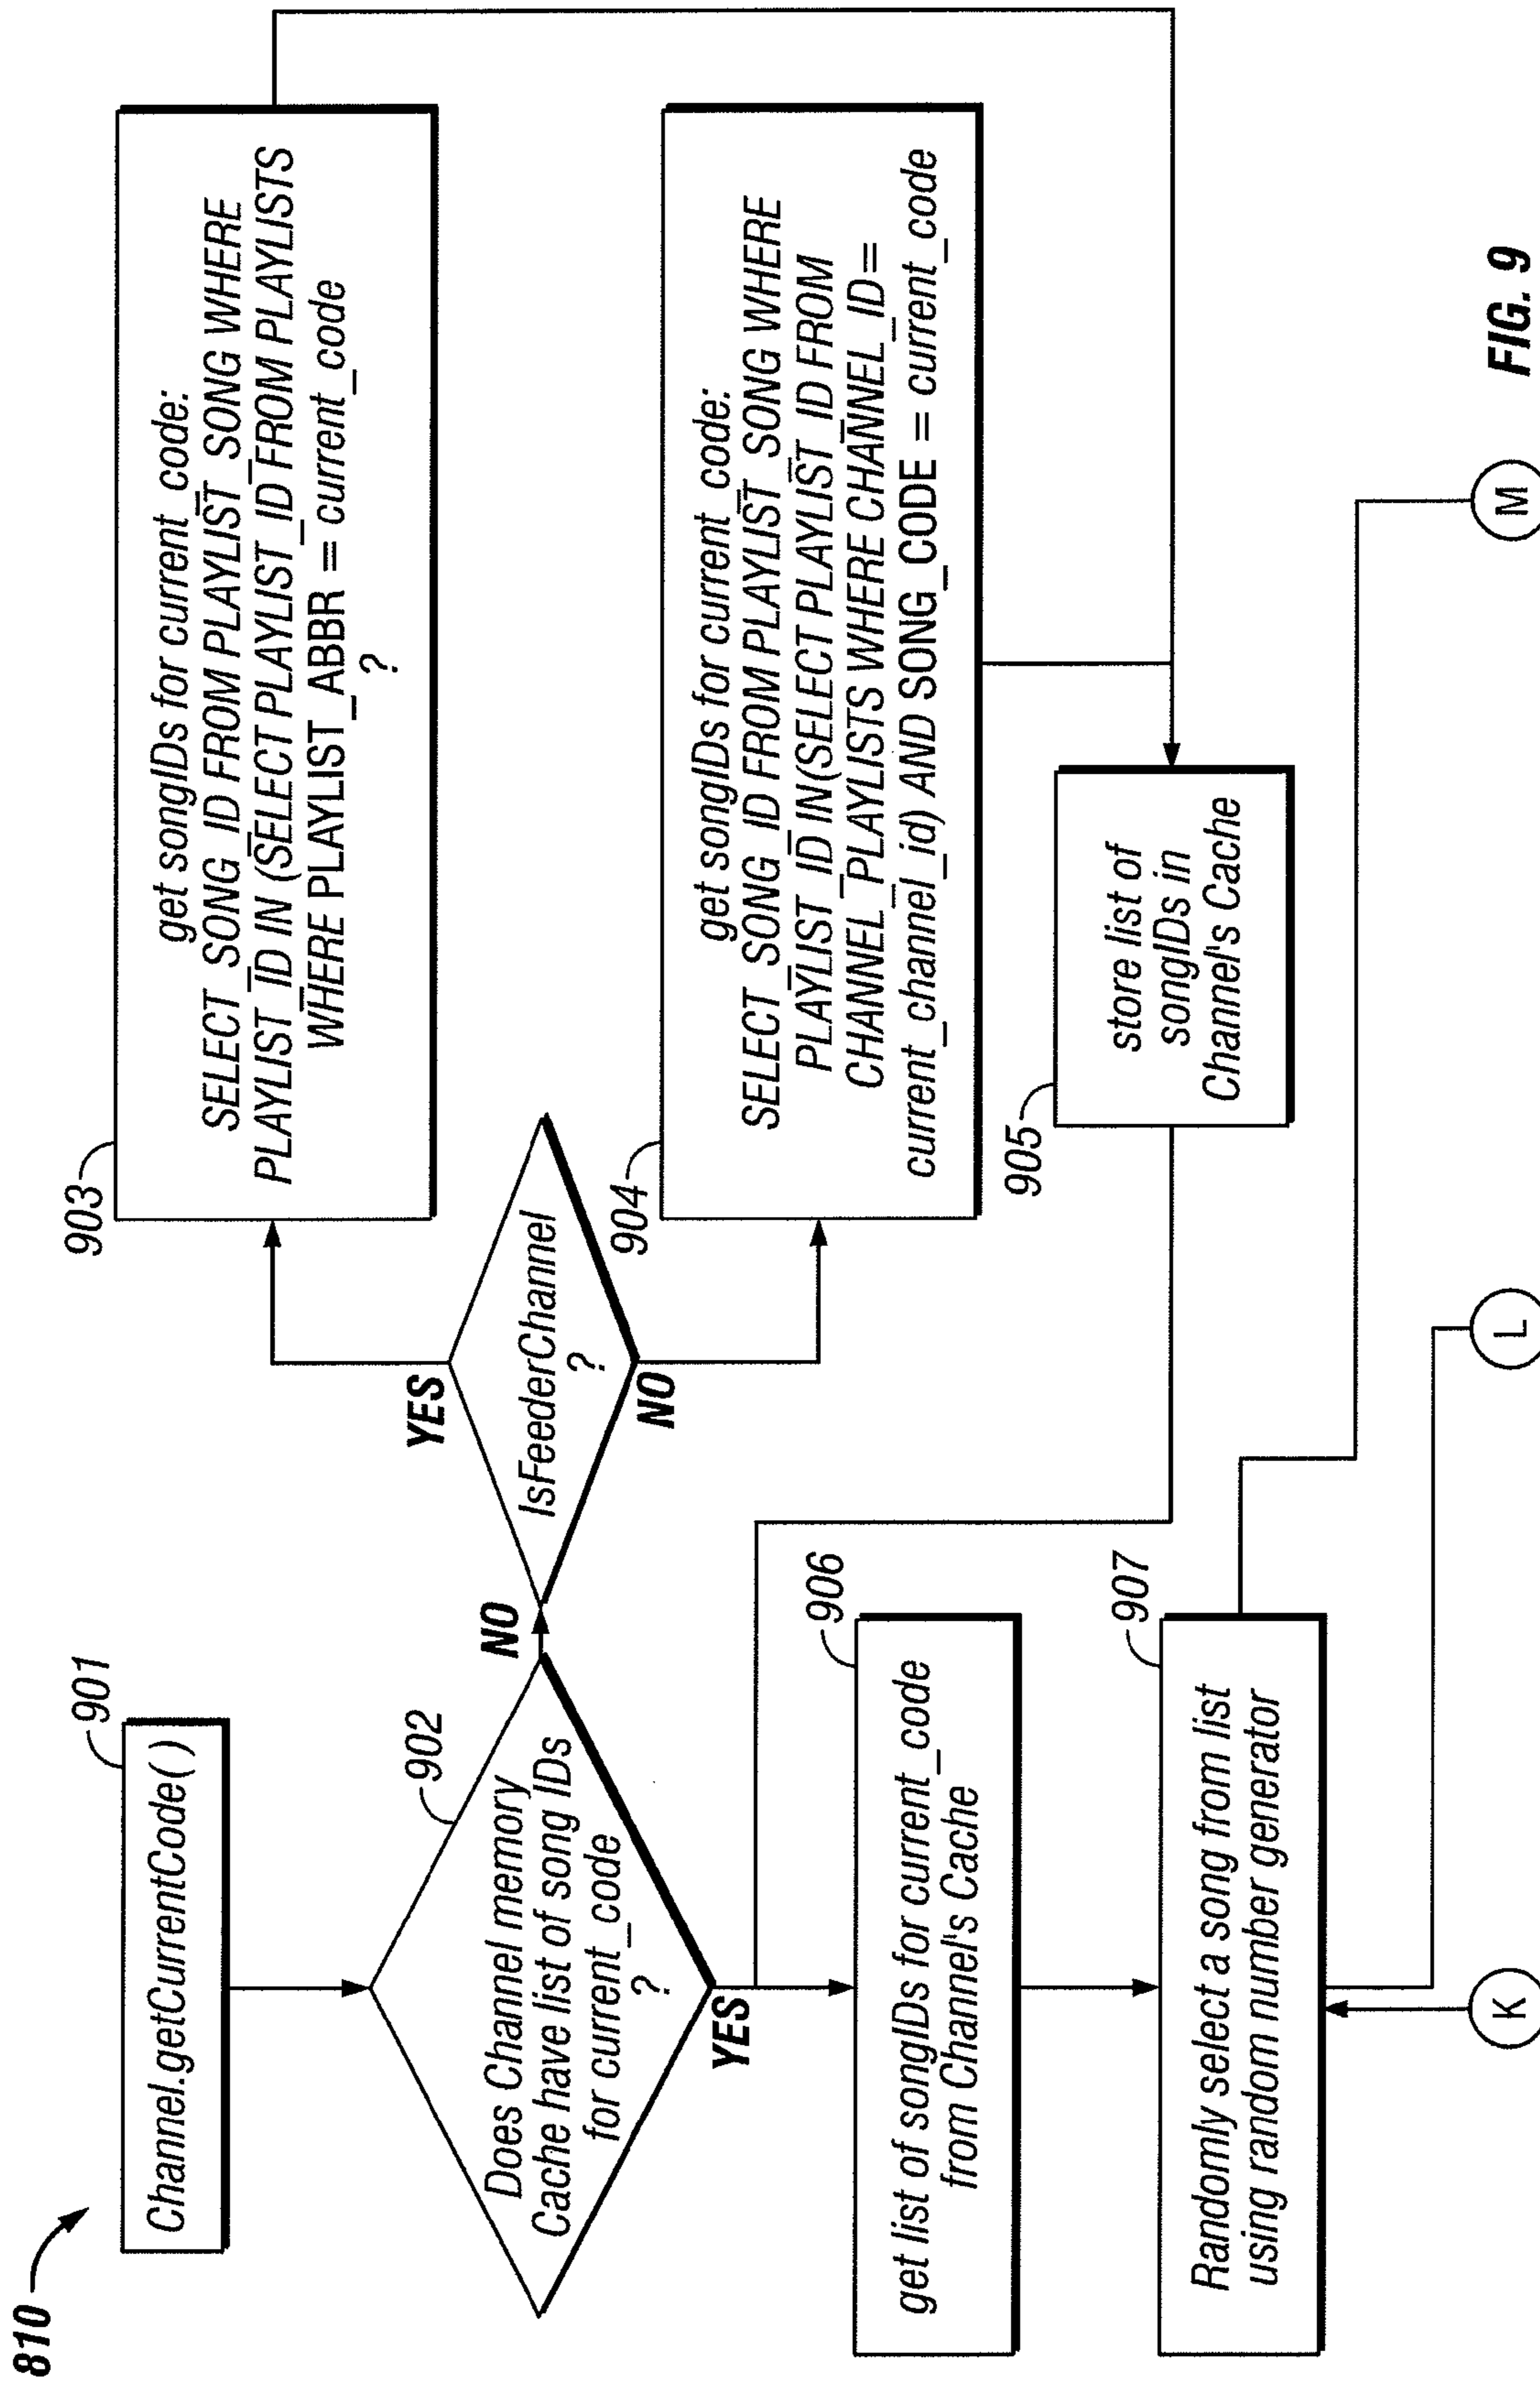 810
901
Channel.getCurrentCode( )
902
Does Channel memory
Cache have list of song IDs
for current_code
?
NO
YES
IsFeederChannel
?
YES
NO
903
get songIDs for current_code:
SELECT SONG_ID FROM PLAYLIST_SONG WHERE
PLAYLIST_ID IN (SELECT PLAYLIST_ID FROM PLAYLISTS
WHERE PLAYLIST_ABBR = current_code
?
904
get songIDs for current_code:
SELECT SONG_ID FROM PLAYLIST_SONG WHERE
PLAYLIST_ID IN(SELECT PLAYLIST_ID FROM
CHANNEL_PLAYLISTS WHERE CHANNEL_ID=
current_channel_id) AND SONG_CODE = current_code
905
store list of
songIDs in
Channel's Cache
906
get list of songIDs for current_code
from Channel's Cache
907
Randomly select a song from list
using random number generator
K
L
M
FIG. 9